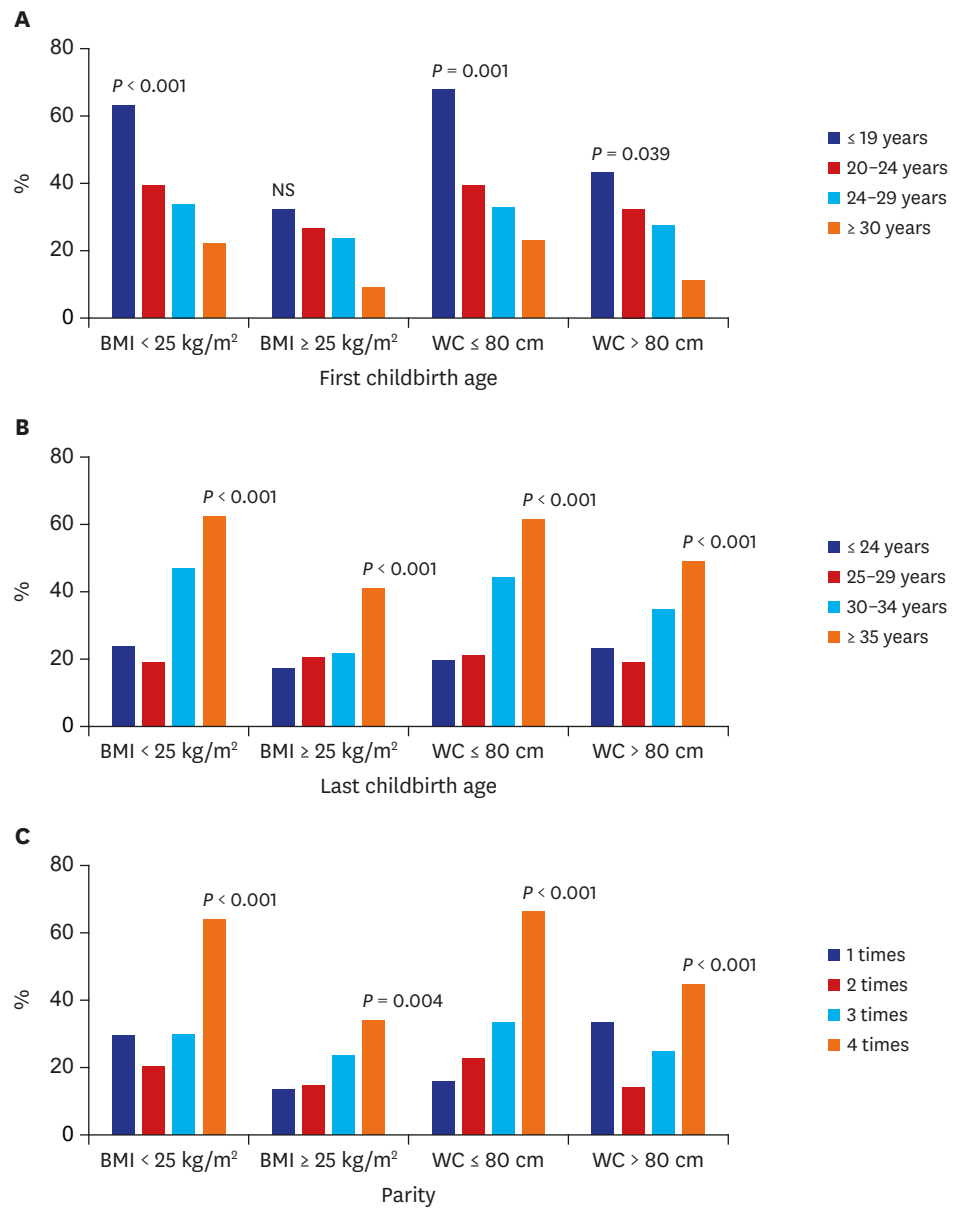 A
80
60
40
20
0
%
P < 0.001
NS
P = 0.001
P = 0.039
BMI < 25 kg/m²
BMI ≥ 25 kg/m²
WC ≤ 80 cm
WC > 80 cm
First childbirth age
≤ 19 years
20–24 years
24–29 years
≥ 30 years
B
80
60
40
20
0
%
P < 0.001
P < 0.001
P < 0.001
P < 0.001
BMI < 25 kg/m²
BMI ≥ 25 kg/m²
WC ≤ 80 cm
WC > 80 cm
Last childbirth age
≤ 24 years
25–29 years
30–34 years
≥ 35 years
C
80
60
40
20
0
%
P < 0.001
P = 0.004
P < 0.001
P < 0.001
BMI < 25 kg/m²
BMI ≥ 25 kg/m²
WC ≤ 80 cm
WC > 80 cm
Parity
1 times
2 times
3 times
4 times